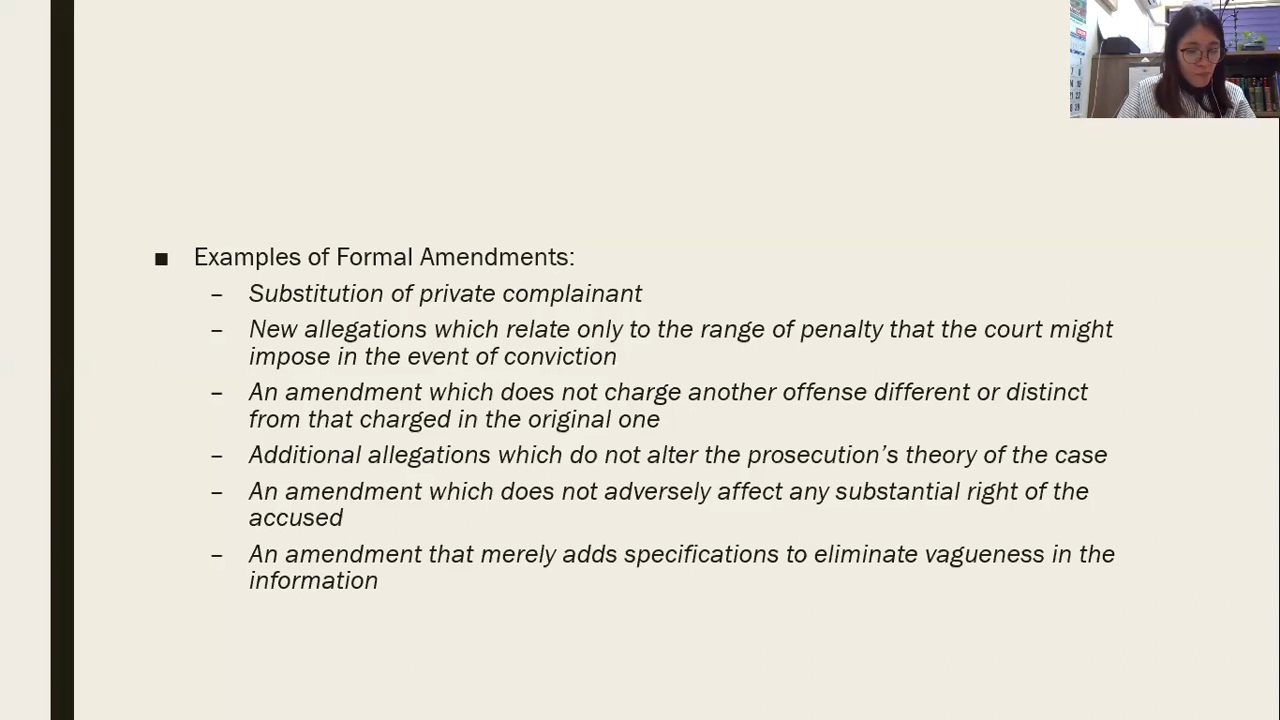 ■ Examples of Formal Amendments:
– Substitution of private complainant
– New allegations which relate only to the range of penalty that the court might
impose in the event of conviction
– An amendment which does not charge another offense different or distinct
from that charged in the original one
– Additional allegations which do not alter the prosecution’s theory of the case
– An amendment which does not adversely affect any substantial right of the
accused
– An amendment that merely adds specifications to eliminate vagueness in the
information